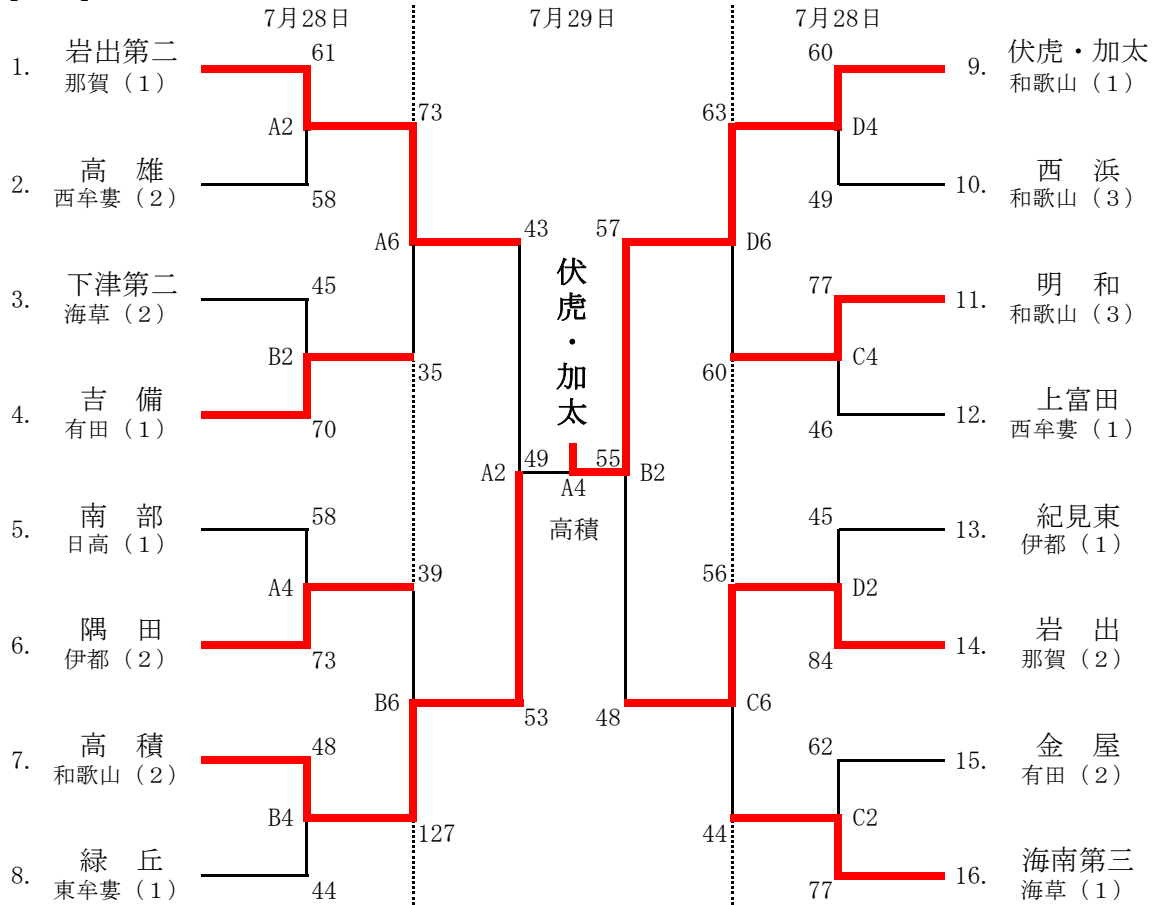 7月28日 7月29日 7月28日
1. 岩出第二 61 60 伏虎・加太 9.
那賀（1） 和歌山（1）
73 63
A2 D4
2. 高　雄 58 49 西　浜 10.
西牟婁（2） 和歌山（3）
A6 43 57 D6
3. 下津第二 45 77 明　和 11.
海草（2） 和歌山（3）
伏虎・加太
B2 35 60 C4
4. 吉　備 70 46 上富田 12.
有田（1） 西牟婁（1）
A2 49 A4 55 B2
高積
5. 南　部 58 45 紀見東 13.
日高（1） 伊都（1）
A4 39 56 D2
6. 隅　田 73 84 岩　出 14.
伊都（2） 那賀（2）
B6 53 48 C6
7. 高　積 48 62 金　屋 15.
和歌山（2） 有田（2）
B4 127 44 C2
8. 緑　丘 44 77 海南第三 16.
東牟婁（1） 海草（1）